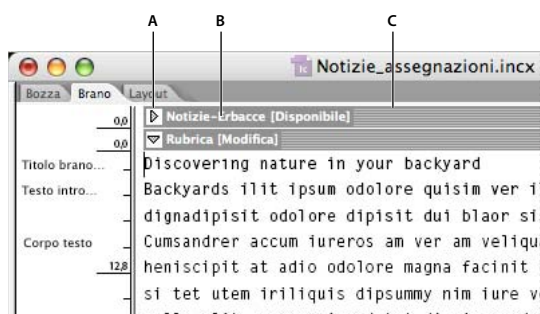 A B C
Notizie_assegnazioni.incx
Bozza Brano Layout
0,0 Notizie-Erbacce [Disponibile]
0,0 Rubrica [Modifica]
Titolo brano... Discovering nature in your backyard
Testo intro... Backyards ilit ipsum odolore quisim ver
dignadipisit odolore dipisit dui blaor
Corpo testo Cumsandrer accum iureros am ver am
12,8 heniscipit at adio odolore magna facinit
si tet utem iriliquis dipsummy nim iure